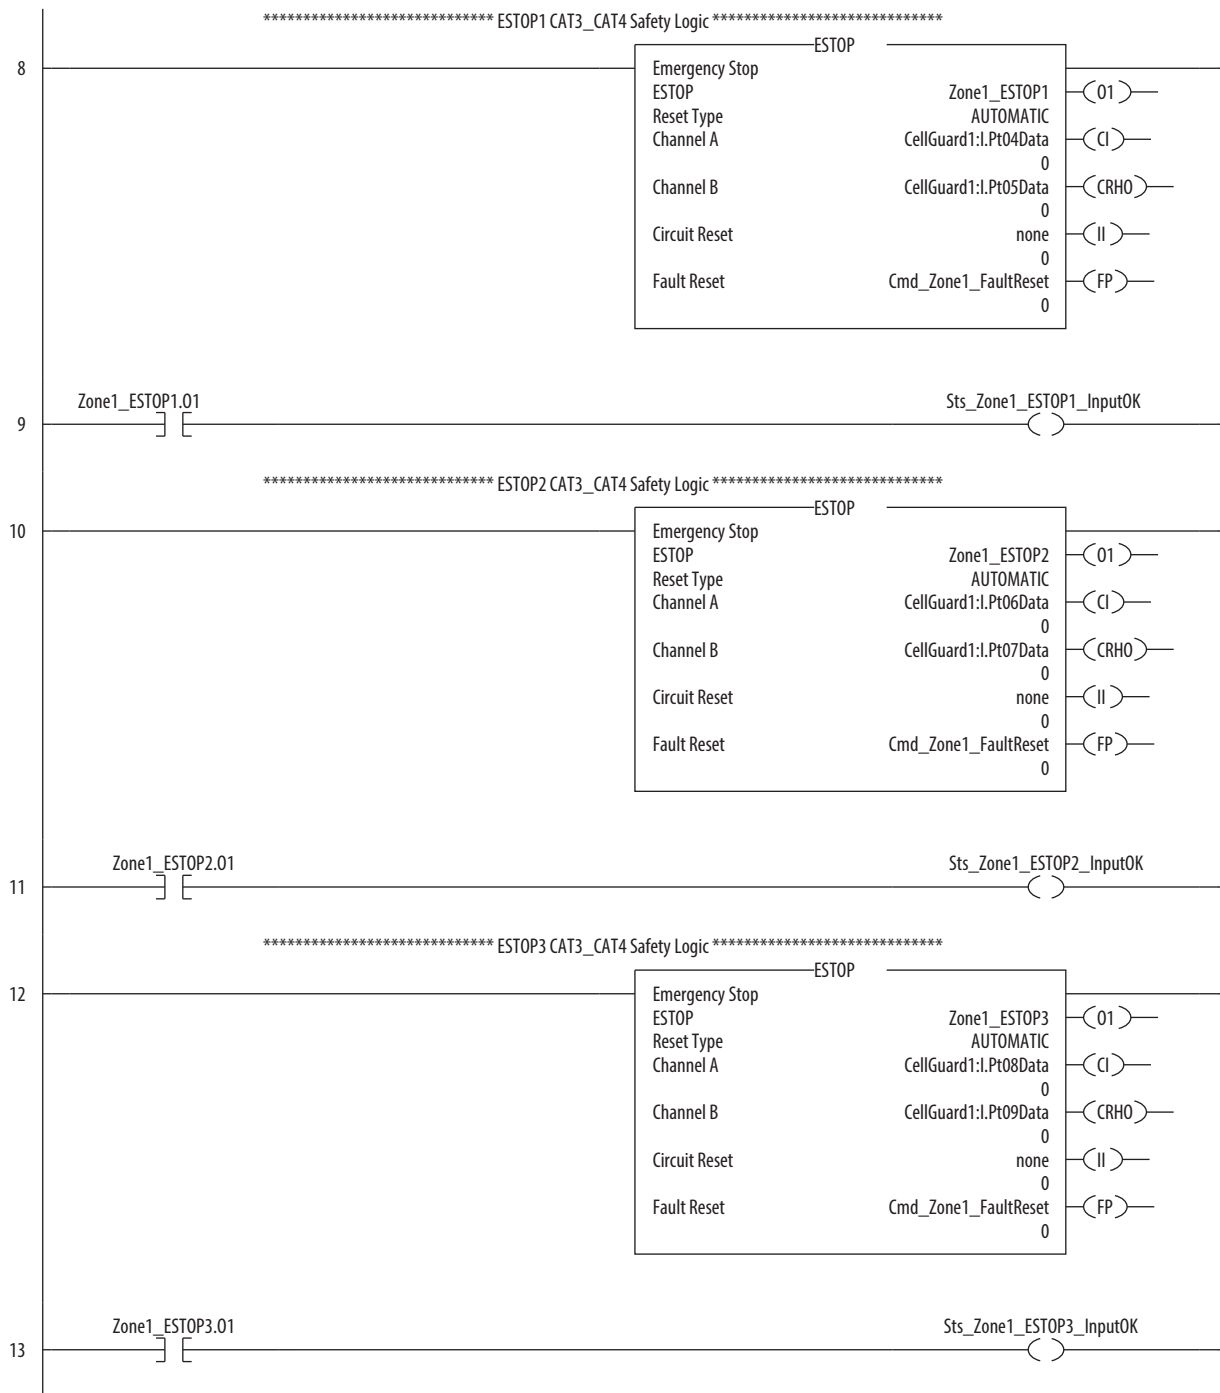 **************************** ESTOP1 CAT3_CAT4 Safety Logic ****************************
ESTOP
8
Emergency Stop
ESTOP Zone1_ESTOP1 O1
Reset Type AUTOMATIC
Channel A CellGuard1:I.Pt04Data CI
0
Channel B CellGuard1:I.Pt05Data CRHO
0
Circuit Reset none II
0
Fault Reset Cmd_Zone1_FaultReset FP
0
Zone1_ESTOP1.O1 Sts_Zone1_ESTOP1_InputOK
9
**************************** ESTOP2 CAT3_CAT4 Safety Logic ****************************
ESTOP
10
Emergency Stop
ESTOP Zone1_ESTOP2 O1
Reset Type AUTOMATIC
Channel A CellGuard1:I.Pt06Data CI
0
Channel B CellGuard1:I.Pt07Data CRHO
0
Circuit Reset none II
0
Fault Reset Cmd_Zone1_FaultReset FP
0
Zone1_ESTOP2.O1 Sts_Zone1_ESTOP2_InputOK
11
**************************** ESTOP3 CAT3_CAT4 Safety Logic ****************************
ESTOP
12
Emergency Stop
ESTOP Zone1_ESTOP3 O1
Reset Type AUTOMATIC
Channel A CellGuard1:I.Pt08Data CI
0
Channel B CellGuard1:I.Pt09Data CRHO
0
Circuit Reset none II
0
Fault Reset Cmd_Zone1_FaultReset FP
0
Zone1_ESTOP3.O1 Sts_Zone1_ESTOP3_InputOK
13